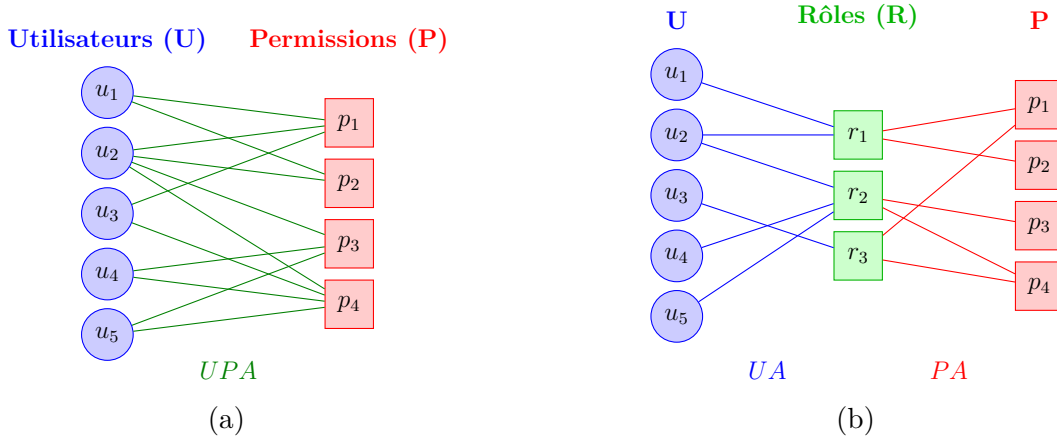 Utilisateurs (U) Permissions (P)
u1
u2
u3
u4
u5
p1
p2
p3
p4
UPA
(a)
Rôles (R)
U P
u1
u2
u3
u4
u5
r1
r2
r3
p1
p2
p3
p4
UA PA
(b)